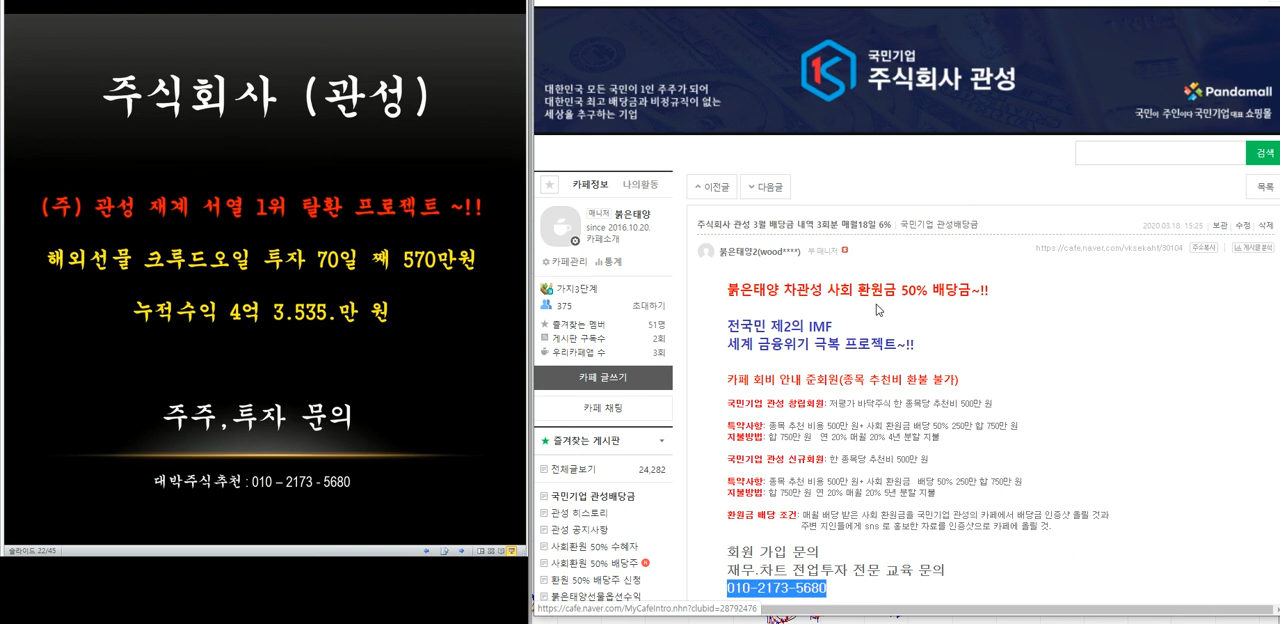 주식회사 (관성)
(주) 관성 재계 서열 1위 탈환 프로젝트 ~!!
해외선물 크루드오일 투자 70일 째 570만원
누적수익 4억 3.535.만 원
주주,투자 문의
대박주식추천 : 010 – 2173 - 5680
슬라이드 22/45
대한민국 모든 국민이 1인 주주가 되어
대한민국 최고 배당금과 비정규직이 없는
세상을 추구하는 기업
국민기업
주식회사 관성
Pandamall
국민이 주인이다 국민기업 대표 쇼핑몰
검색
카페정보 나의활동
매니저 붉은태양
since 2016.10.20.
카페소개
카페관리 통계
가지3단계
375 초대하기
즐겨찾는 멤버 51명
게시판 구독수 2회
우리카페앱 수 3회
카페 글쓰기
카페 채팅
즐겨찾는 게시판
전체글보기 24,282
국민기업 관성배당금
관성 히스토리
관성 공지사항
사회환원 50% 수혜자
사회환원 50% 배당주
환원 50% 배당주 신청
붉은태양선물옵션수익
https://cafe.naver.com/MyCafeIntro.nhn?clubid=28792476
이전글 다음글 목록
주식회사 관성 3월 배당금 내역 3회분 매월18일 6% | 국민기업 관성배당금
2020.03.18. 15:25 | 보관 | 수정 | 삭제
붉은태양2(wood****) 부매니저
https://cafe.naver.com/vksekahf/30104 주소복사 게시글 분석
붉은태양 차관성 사회 환원금 50% 배당금~!!
전국민 제2의 IMF
세계 금융위기 극복 프로젝트~!!
카페 회비 안내 준회원(종목 추천비 환불 불가)
국민기업 관성 창립회원: 저평가 바닥주식 한 종목당 추천비 500만 원
특약사항: 종목 추천 비용 500만 원+ 사회 환원금 배당 50% 250만 합 750만 원
지불방법: 합 750만 원 연 20% 매월 20% 4년 분할 지불
국민기업 관성 신규회원: 한 종목당 추천비 500만 원
특약사항: 종목 추천 비용 500만 원+ 사회 환원금 배당 50% 250만 합 750만 원
지불방법: 합 750만 원 연 20% 매월 20% 5년 분할 지불
환원금 배당 조건: 매월 배당 받은 사회 환원금을 국민기업 관성의 카페에서 배당금 인증샷 올릴 것과
주변 지인들에게 sns 로 홍보한 자료를 인증샷으로 카페에 올릴 것.
회원 가입 문의
재무.차트 전업투자 전문 교육 문의
010-2173-5680